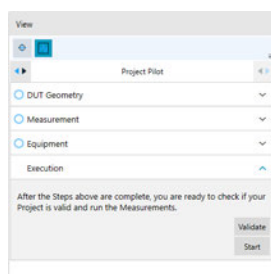 View
Project Pilot
DUT Geometry
Measurement
Equipment
Execution
After the Steps above are complete, you are ready to check if your
Project is valid and run the Measurements.
Validate
Start